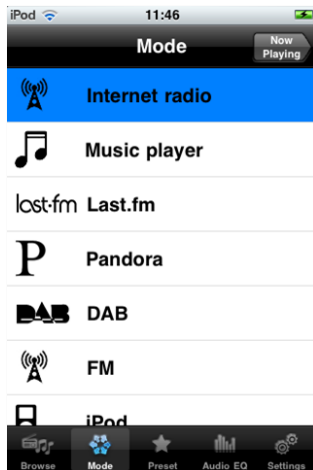 iPod 11:46
Mode
Now
Playing
Internet radio
Music player
last·fm Last.fm
P Pandora
DAB DAB
FM
iPod
Browse Mode Preset Audio EQ Settings